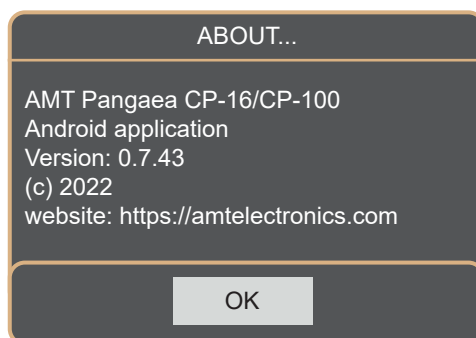 ABOUT...
AMT Pangaea CP-16/CP-100
Android application
Version: 0.7.43
(c) 2022
website: https://amtelectronics.com
OK